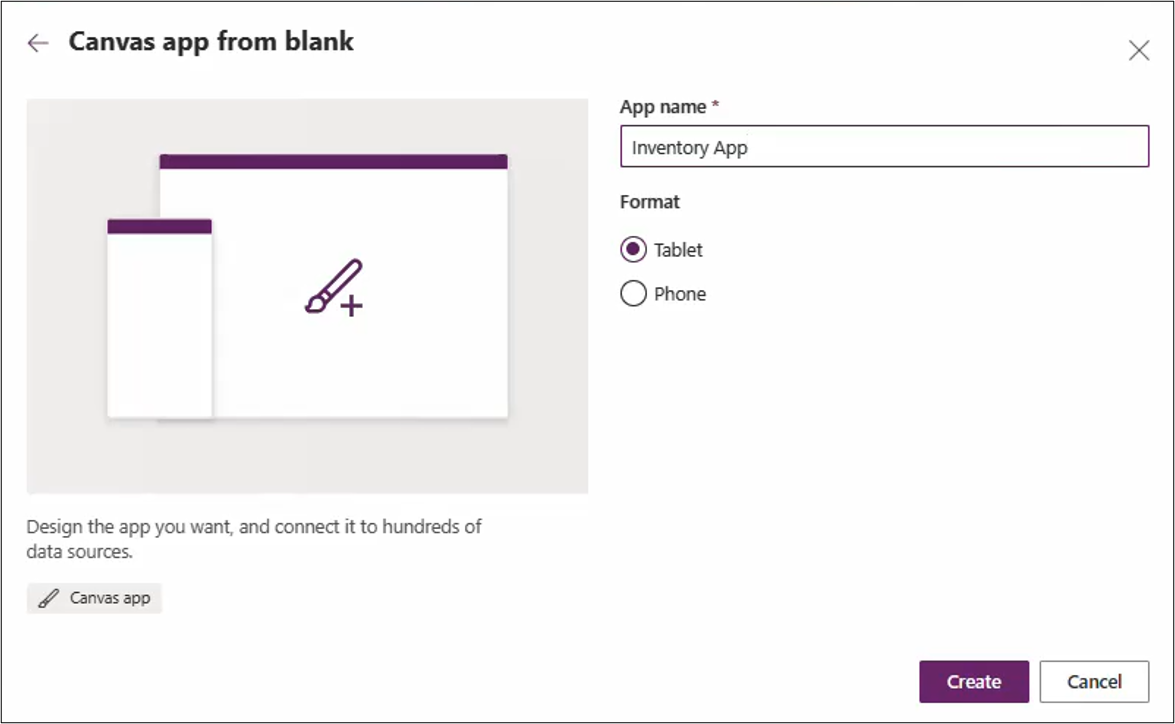 Canvas app from blank
App name *
Inventory App
Format
Tablet
Phone
Design the app you want, and connect it to hundreds of
data sources.
Canvas app
Create
Cancel